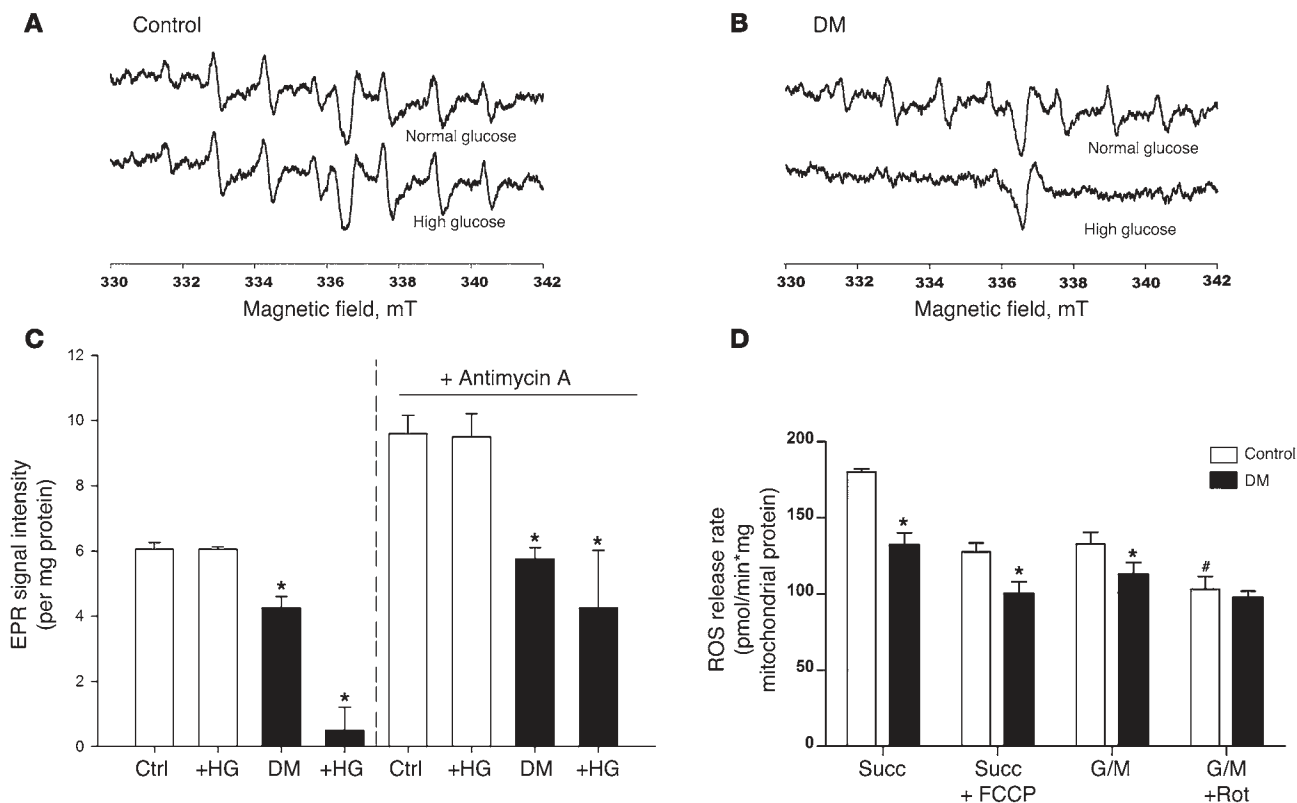 A
Control
Normal glucose
High glucose
330 332 334 336 338 340 342
Magnetic field, mT
B
DM
Normal glucose
High glucose
330 332 334 336 338 340 342
Magnetic field, mT
C
EPR signal intensity
(per mg protein)
12
10
8
6
4
2
0
+ Antimycin A
*
*
*
*
Ctrl +HG DM +HG Ctrl +HG DM +HG
D
ROS release rate
(pmol/min*mg
mitochondrial protein)
200
150
100
50
0
Control
DM
*
*
*
#
Succ Succ G/M G/M
+ FCCP +Rot